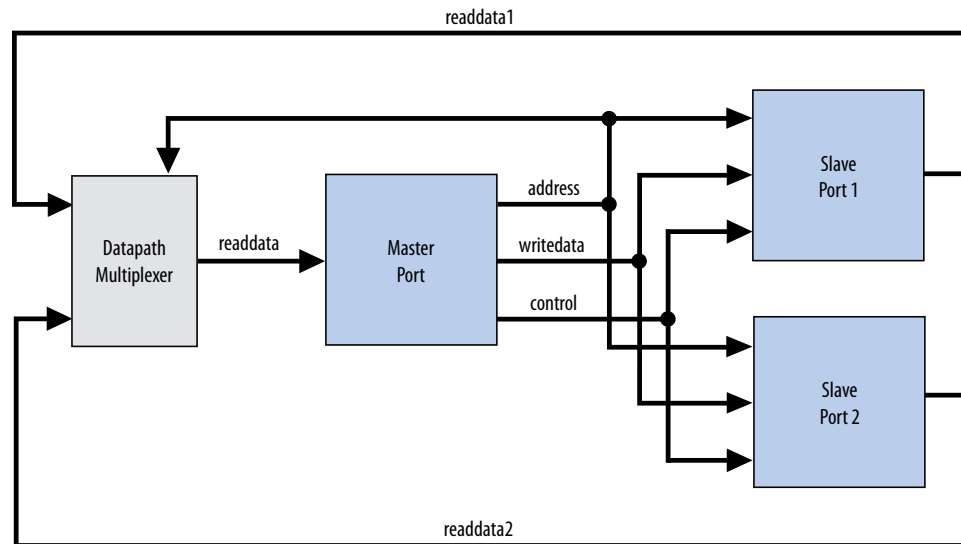 readdata1
Slave
Port 1
address
Datapath
Multiplexer
readdata
Master
Port
writedata
control
Slave
Port 2
readdata2